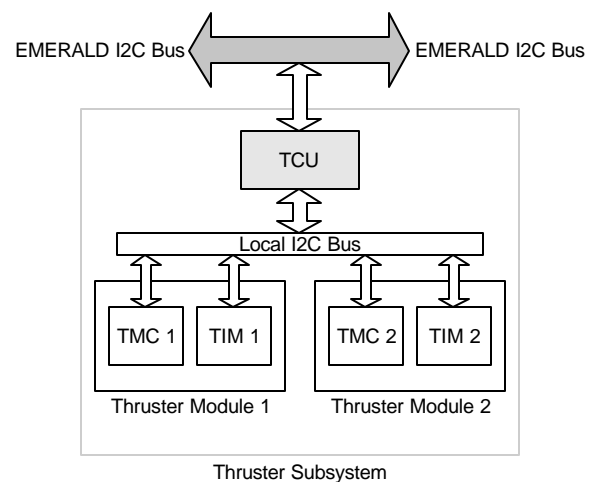 EMERALD I2C Bus
EMERALD I2C Bus
TCU
Local I2C Bus
TMC 1
TIM 1
TMC 2
TIM 2
Thruster Module 1
Thruster Module 2
Thruster Subsystem